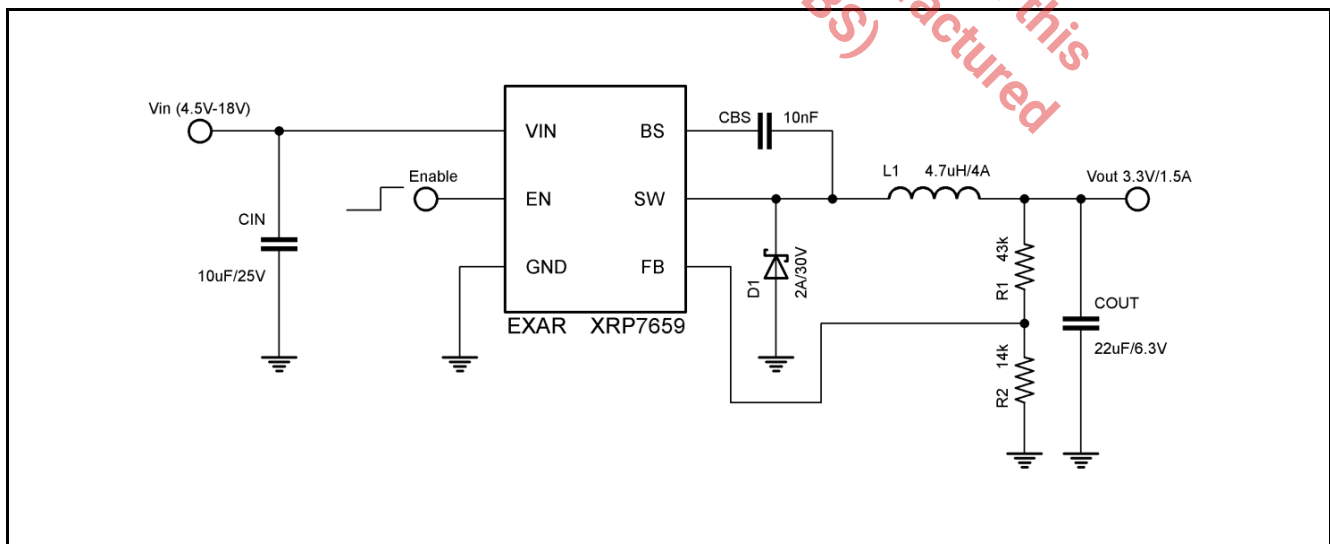 this
factured
BS)
Vin (4.5V-18V)
VIN
BS
CBS
10nF
Enable
EN
SW
L1
4.7uH/4A
Vout 3.3V/1.5A
CIN
10uF/25V
GND
FB
D1
2A/30V
R1
43k
COUT
22uF/6.3V
R2
14k
EXAR XRP7659